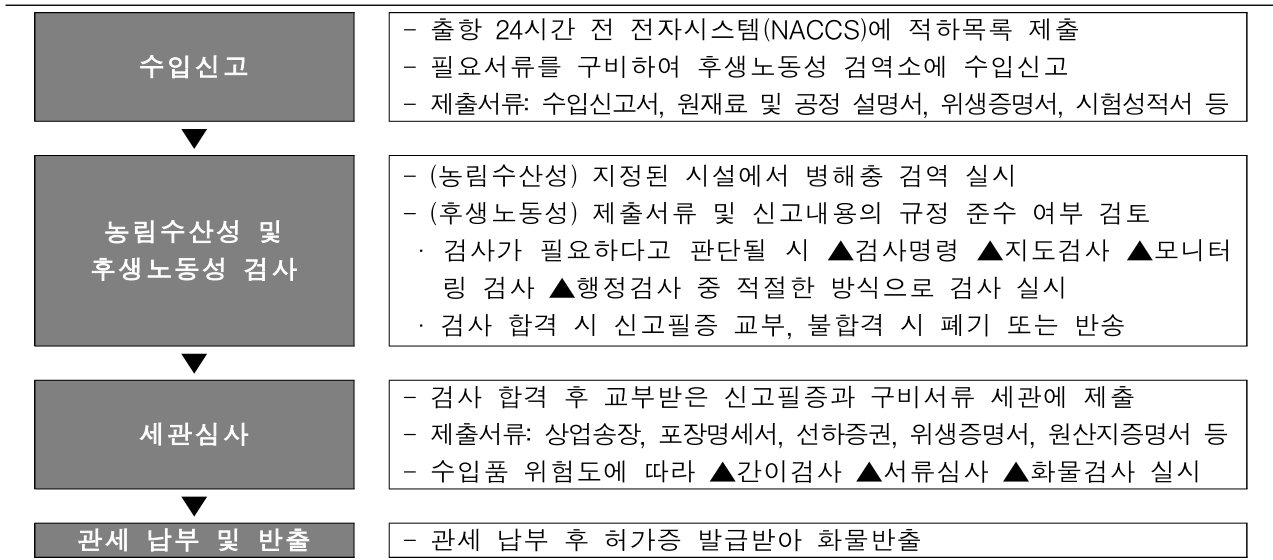 수입신고
- 출항 24시간 전 전자시스템(NACCS)에 적하목록 제출
- 필요서류를 구비하여 후생노동성 검역소에 수입신고
- 제출서류: 수입신고서, 원재료 및 공정 설명서, 위생증명서, 시험성적서 등
▼
농림수산성 및
후생노동성 검사
- (농림수산성) 지정된 시설에서 병해충 검역 실시
- (후생노동성) 제출서류 및 신고내용의 규정 준수 여부 검토
· 검사가 필요하다고 판단될 시 ▲검사명령 ▲지도검사 ▲모니터
링 검사 ▲행정검사 중 적절한 방식으로 검사 실시
· 검사 합격 시 신고필증 교부, 불합격 시 폐기 또는 반송
▼
세관심사
- 검사 합격 후 교부받은 신고필증과 구비서류 세관에 제출
- 제출서류: 상업송장, 포장명세서, 선하증권, 위생증명서, 원산지증명서 등
- 수입품 위험도에 따라 ▲간이검사 ▲서류심사 ▲화물검사 실시
▼
관세 납부 및 반출
- 관세 납부 후 허가증 발급받아 화물반출